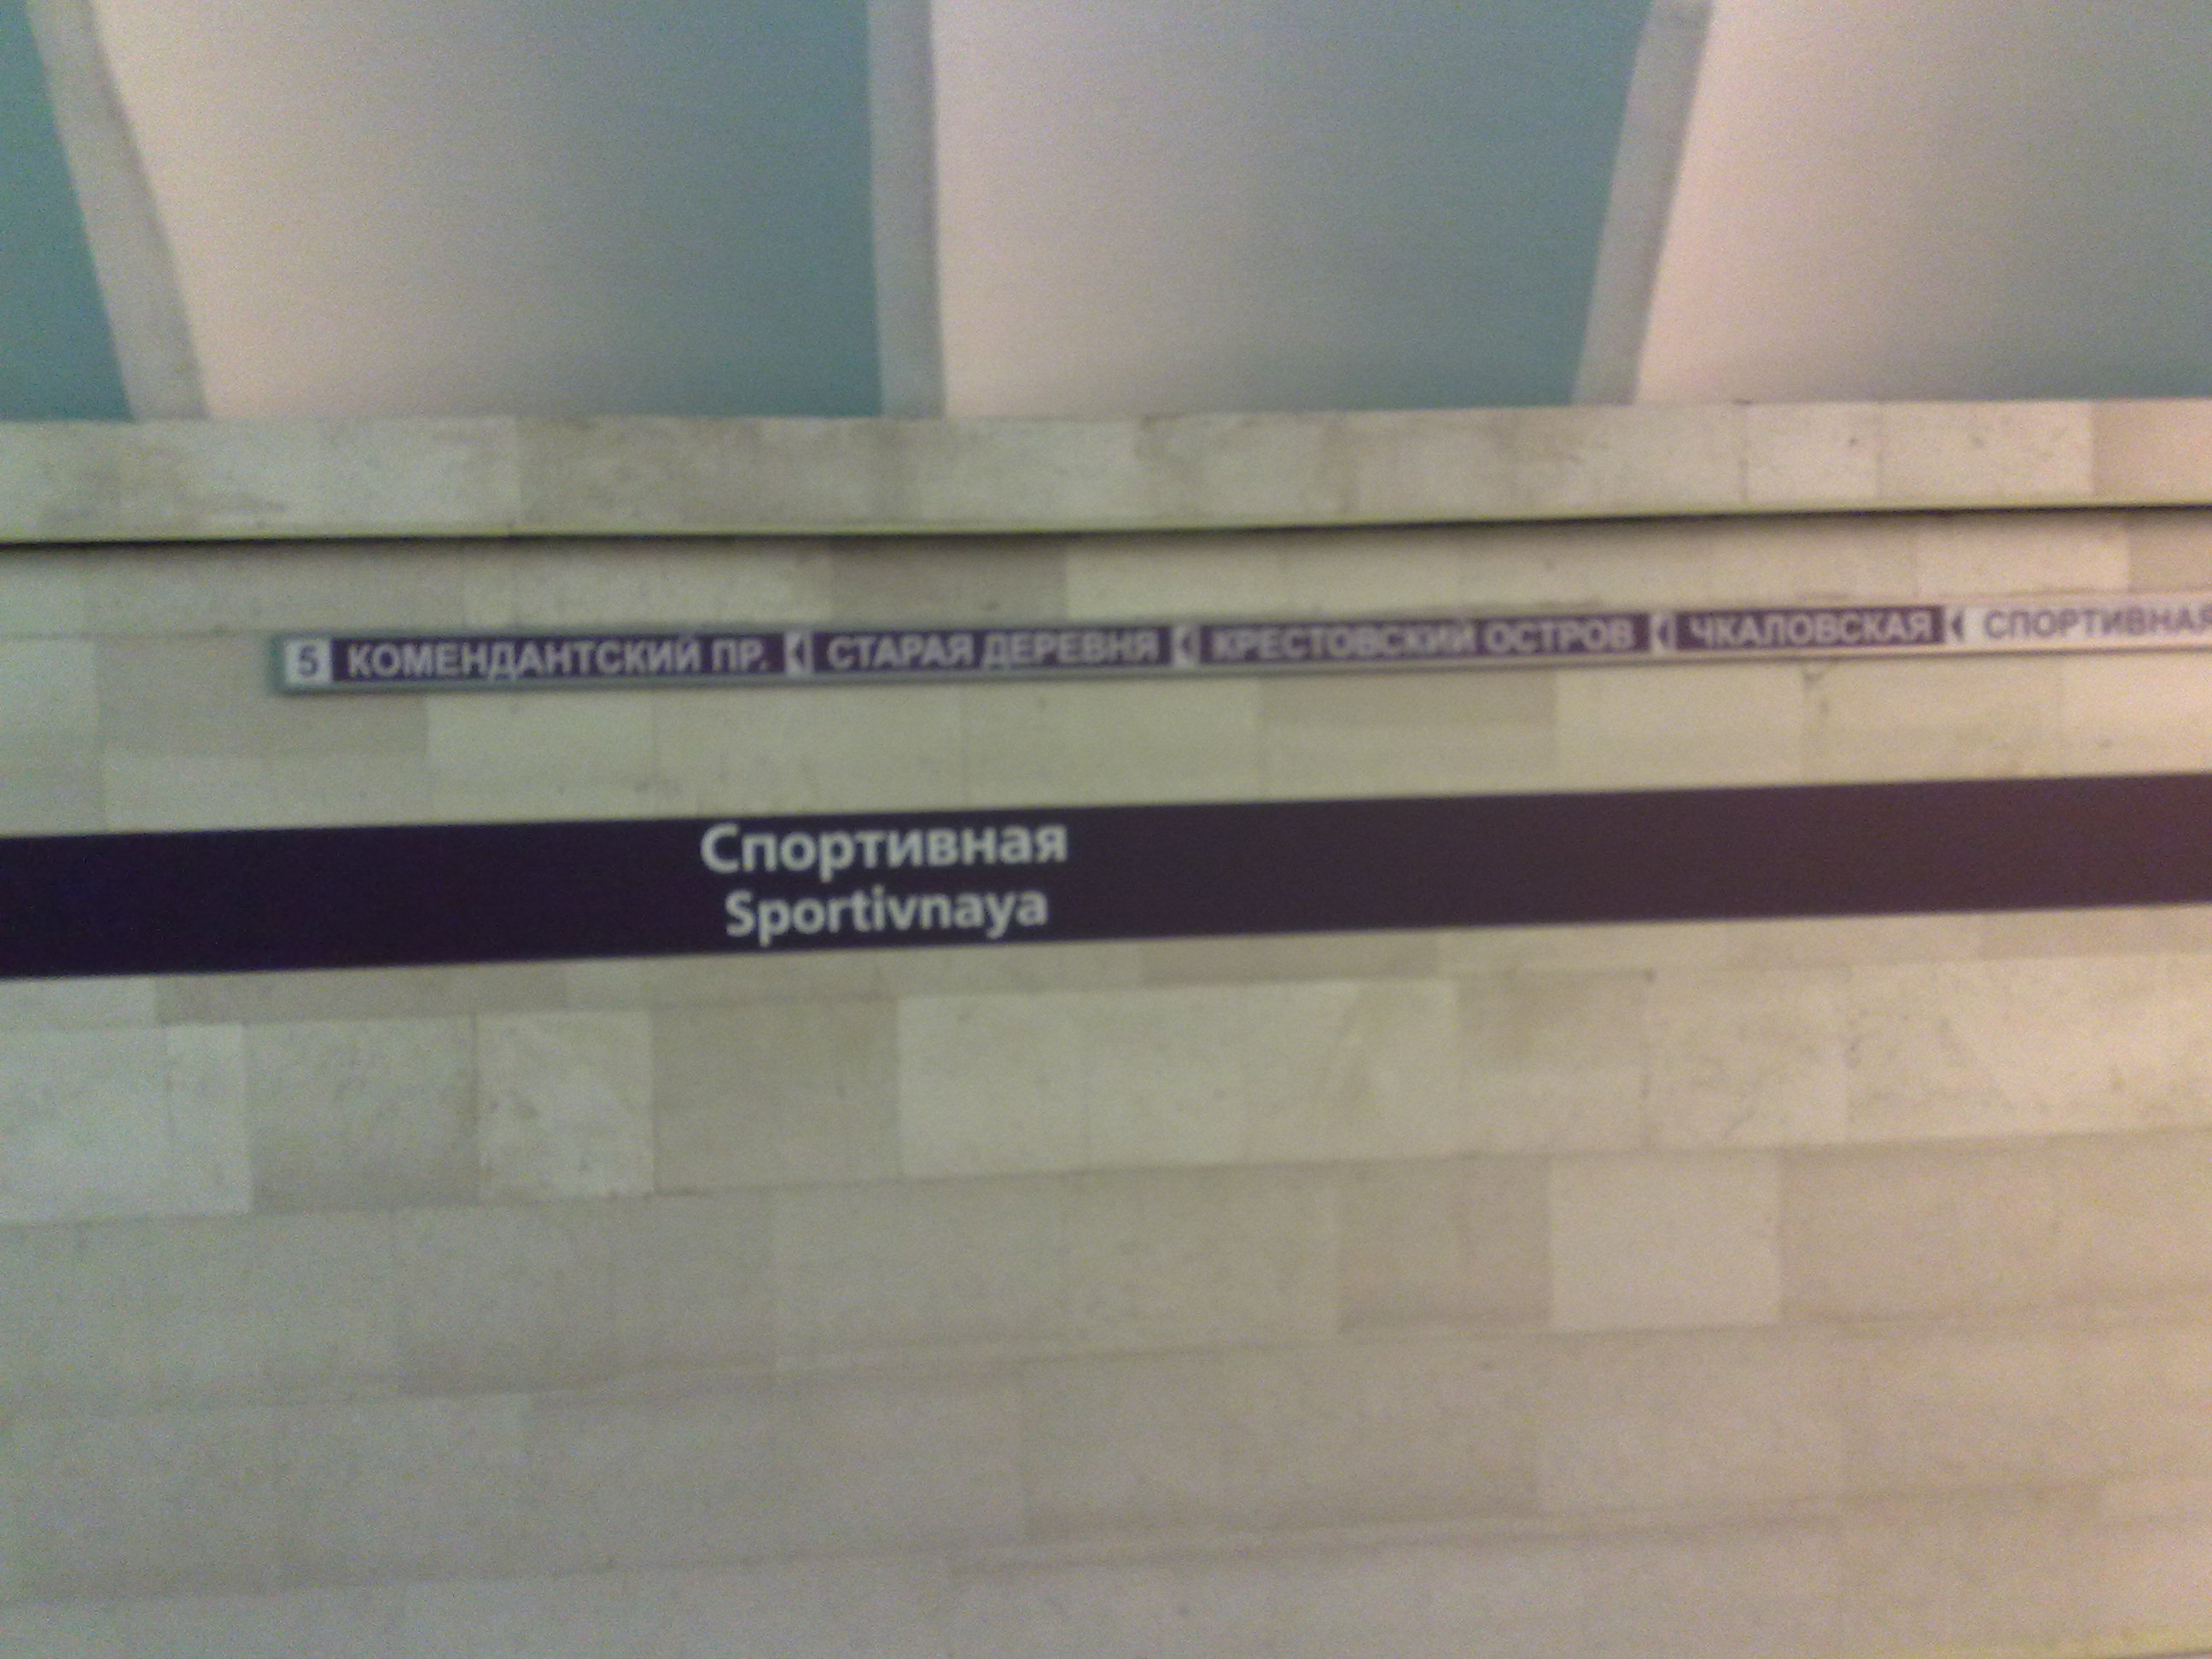 5 КОМЕНДАНТСКИЙ ПР. СТАРАЯ ДЕРЕВНЯ КРЕСТОВСКИЙ ОСТРОВ ЧКАЛОВСКАЯ СПОРТИВНАЯ
Спортивная
Sportivnaya